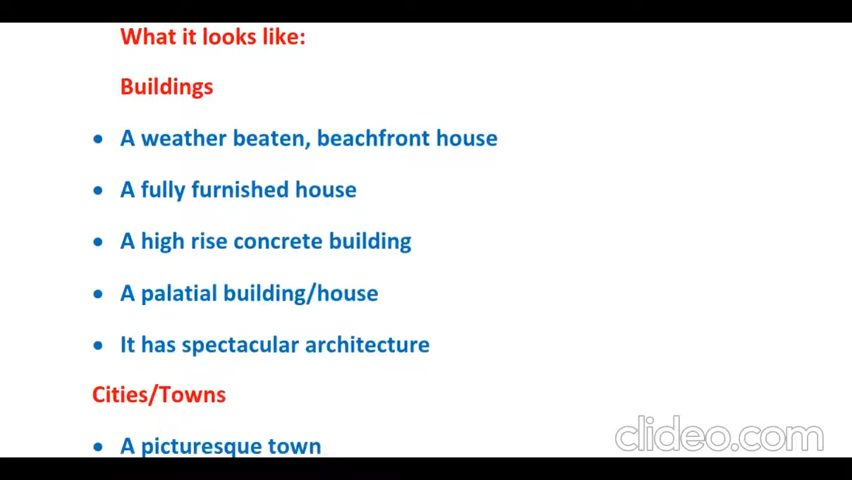 What it looks like:
Buildings
• A weather beaten, beachfront house
• A fully furnished house
• A high rise concrete building
• A palatial building/house
• It has spectacular architecture
Cities/Towns
• A picturesque town
clideo.com